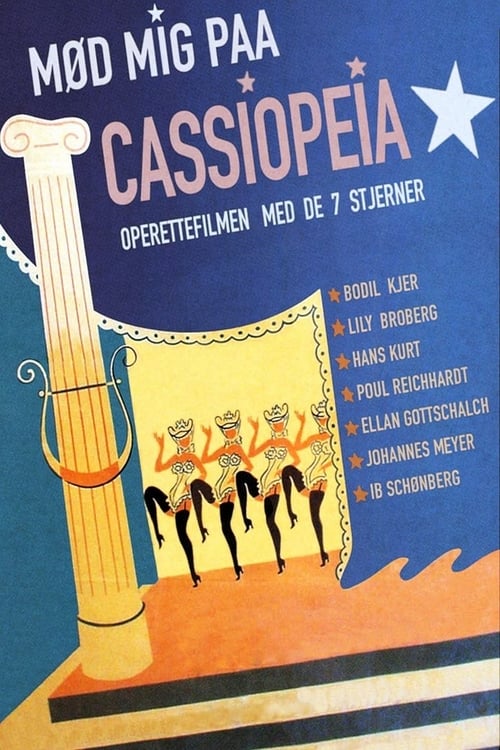 MØD MIG PAA
CASSIOPEIA
OPERETTEFILMEN MED DE 7 STJERNER
BODIL KJER
LILY BROBERG
HANS KURT
POUL REICHHARDT
ELLAN GOTTSCHALCH
JOHANNES MEYER
IB SCHØNBERG